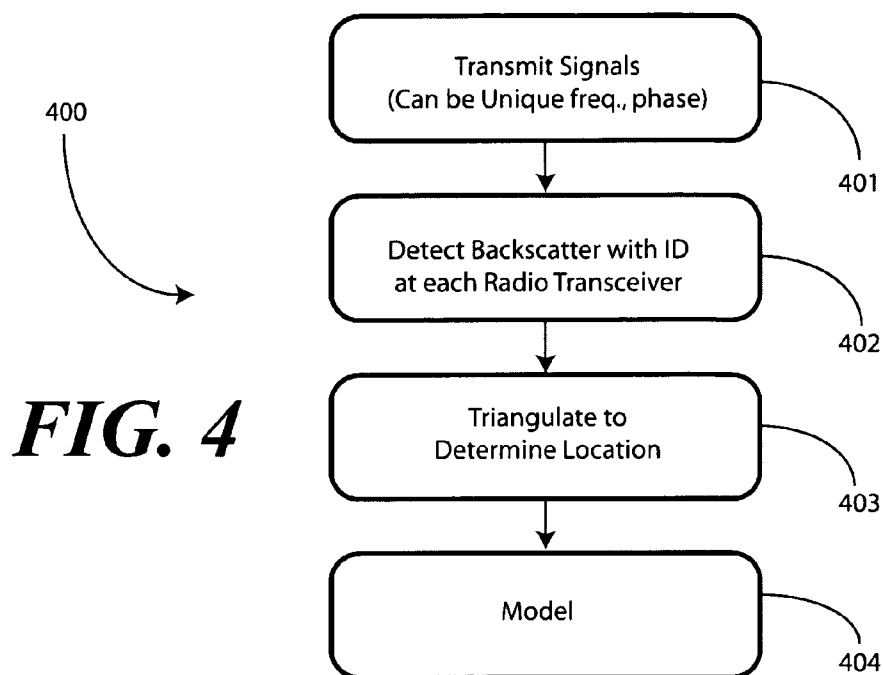 Transmit Signals
(Can be Unique freq., phase)
400
401
Detect Backscatter with ID
at each Radio Transceiver
402
FIG. 4
Triangulate to
Determine Location
403
Model
404